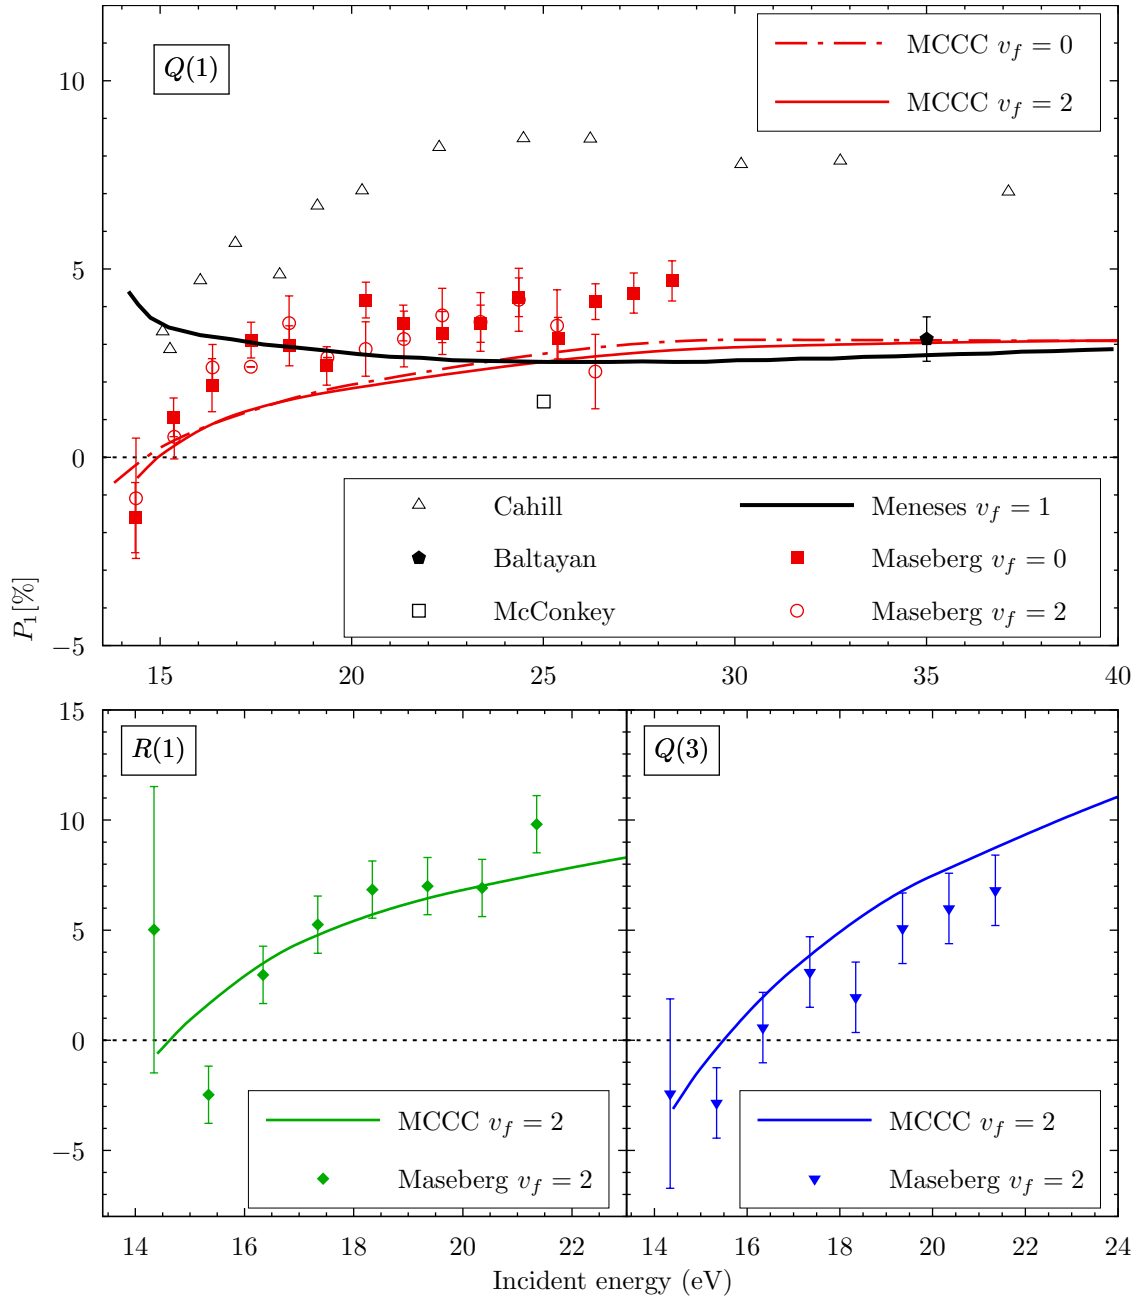 Q(1)
MCCC v_f = 0
MCCC v_f = 2
10
5
0
−5
P₁[%]
Cahill
Baltayan
McConkey
Meneses v_f = 1
Maseberg v_f = 0
Maseberg v_f = 2
15 20 25 30 35 40
R(1)
Q(3)
15
10
5
0
−5
MCCC v_f = 2
Maseberg v_f = 2
MCCC v_f = 2
Maseberg v_f = 2
14 16 18 20 22 14 16 18 20 22 24
Incident energy (eV)